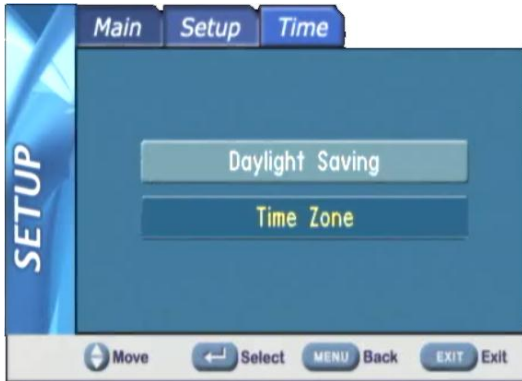 Main Setup Time
SETUP
Daylight Saving
Time Zone
Move Select MENU Back EXIT Exit